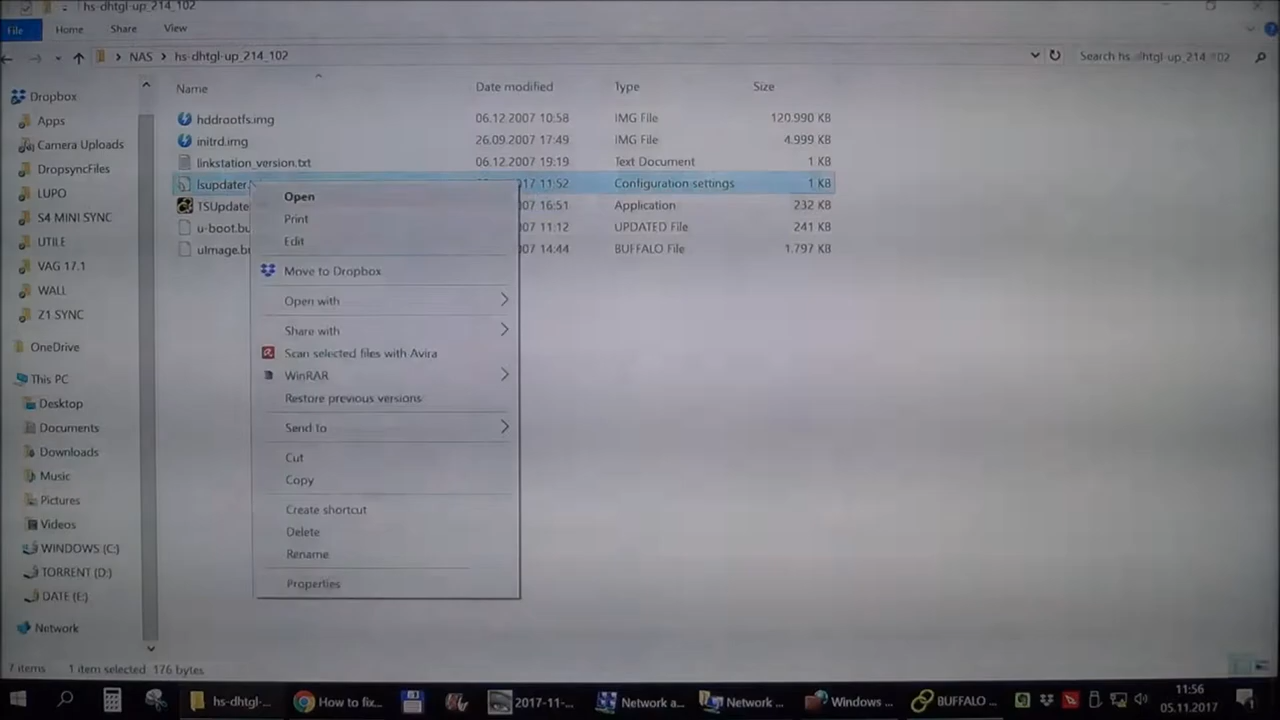 hs-dhtgl-up_214_102
File Home Share View
NAS hs-dhtgl-up_214_102
Search hs
Name Date modified Type Size
hddrootfs.img 06.12.2007 10:58 IMG File 120.990 KB
initrd.img 26.09.2007 17:49 IMG File 4.999 KB
linkstation_version.txt 06.12.2007 19:19 Text Document 1 KB
lsupdater. 17 11:52 Configuration settings 1 KB
TSUpdate 07 16:51 Application 232 KB
u-boot.bu 07 11:12 UPDATED File 241 KB
uImage.bu 07 14:44 BUFFALO File 1.797 KB
Dropbox
Apps
Camera Uploads
DropsyncFiles
LUPO
S4 MINI SYNC
UTILE
VAG 17.1
WALL
Z1 SYNC
OneDrive
This PC
Desktop
Documents
Downloads
Music
Pictures
Videos
WINDOWS (C:)
TORRENT (D:)
DATE (E:)
Network
Open
Print
Edit
Move to Dropbox
Open with
Share with
Scan selected files with Avira
WinRAR
Restore previous versions
Send to
Cut
Copy
Create shortcut
Delete
Rename
Properties
7 items 1 item selected 176 bytes
hs-dhtgl-... How to fix... 2017-11-... Network a... Network ... Windows ... BUFFALO ...
11:56
05.11.2017